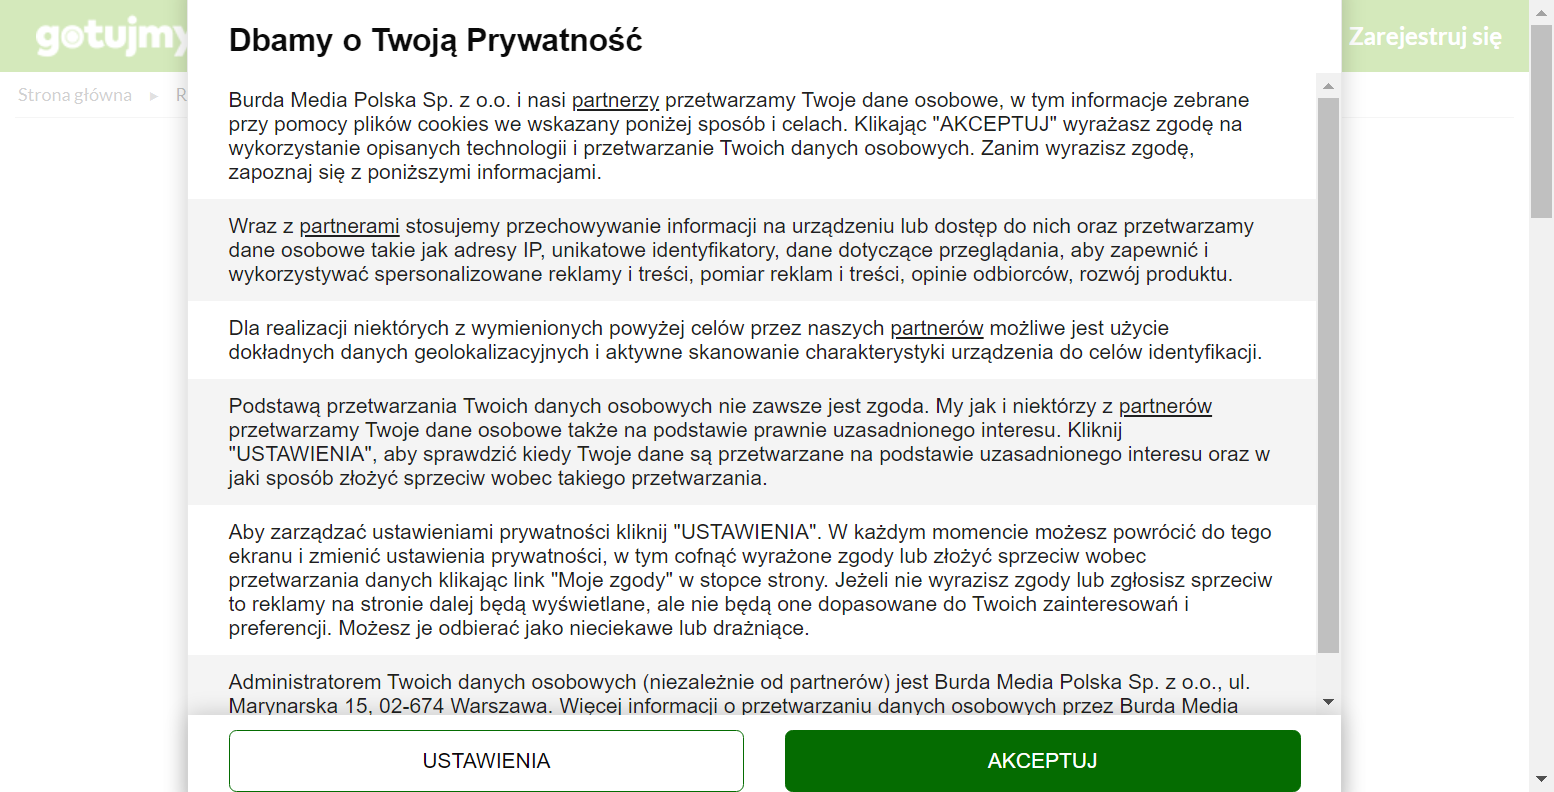 gotujmy
Zarejestruj się
Strona główna ▸ R
Dbamy o Twoją Prywatność
Burda Media Polska Sp. z o.o. i nasi partnerzy przetwarzamy Twoje dane osobowe, w tym informacje zebrane
przy pomocy plików cookies we wskazany poniżej sposób i celach. Klikając "AKCEPTUJ" wyrażasz zgodę na
wykorzystanie opisanych technologii i przetwarzanie Twoich danych osobowych. Zanim wyrazisz zgodę,
zapoznaj się z poniższymi informacjami.
Wraz z partnerami stosujemy przechowywanie informacji na urządzeniu lub dostęp do nich oraz przetwarzamy
dane osobowe takie jak adresy IP, unikatowe identyfikatory, dane dotyczące przeglądania, aby zapewnić i
wykorzystywać spersonalizowane reklamy i treści, pomiar reklam i treści, opinie odbiorców, rozwój produktu.
Dla realizacji niektórych z wymienionych powyżej celów przez naszych partnerów możliwe jest użycie
dokładnych danych geolokalizacyjnych i aktywne skanowanie charakterystyki urządzenia do celów identyfikacji.
Podstawą przetwarzania Twoich danych osobowych nie zawsze jest zgoda. My jak i niektórzy z partnerów
przetwarzamy Twoje dane osobowe także na podstawie prawnie uzasadnionego interesu. Kliknij
"USTAWIENIA", aby sprawdzić kiedy Twoje dane są przetwarzane na podstawie uzasadnionego interesu oraz w
jaki sposób złożyć sprzeciw wobec takiego przetwarzania.
Aby zarządzać ustawieniami prywatności kliknij "USTAWIENIA". W każdym momencie możesz powrócić do tego
ekranu i zmienić ustawienia prywatności, w tym cofnąć wyrażone zgody lub złożyć sprzeciw wobec
przetwarzania danych klikając link "Moje zgody" w stopce strony. Jeżeli nie wyrazisz zgody lub zgłosisz sprzeciw
to reklamy na stronie dalej będą wyświetlane, ale nie będą one dopasowane do Twoich zainteresowań i
preferencji. Możesz je odbierać jako nieciekawe lub drażniące.
Administratorem Twoich danych osobowych (niezależnie od partnerów) jest Burda Media Polska Sp. z o.o., ul.
Marynarska 15, 02-674 Warszawa. Więcej informacji o przetwarzaniu danych osobowych przez Burda Media
USTAWIENIA
AKCEPTUJ